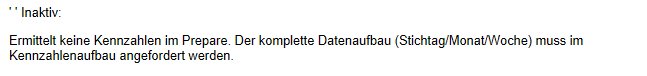 ' ' Inaktiv:
Ermittelt keine Kennzahlen im Prepare. Der komplette Datenaufbau (Stichtag/Monat/Woche) muss im
Kennzahlenaufbau angefordert werden.